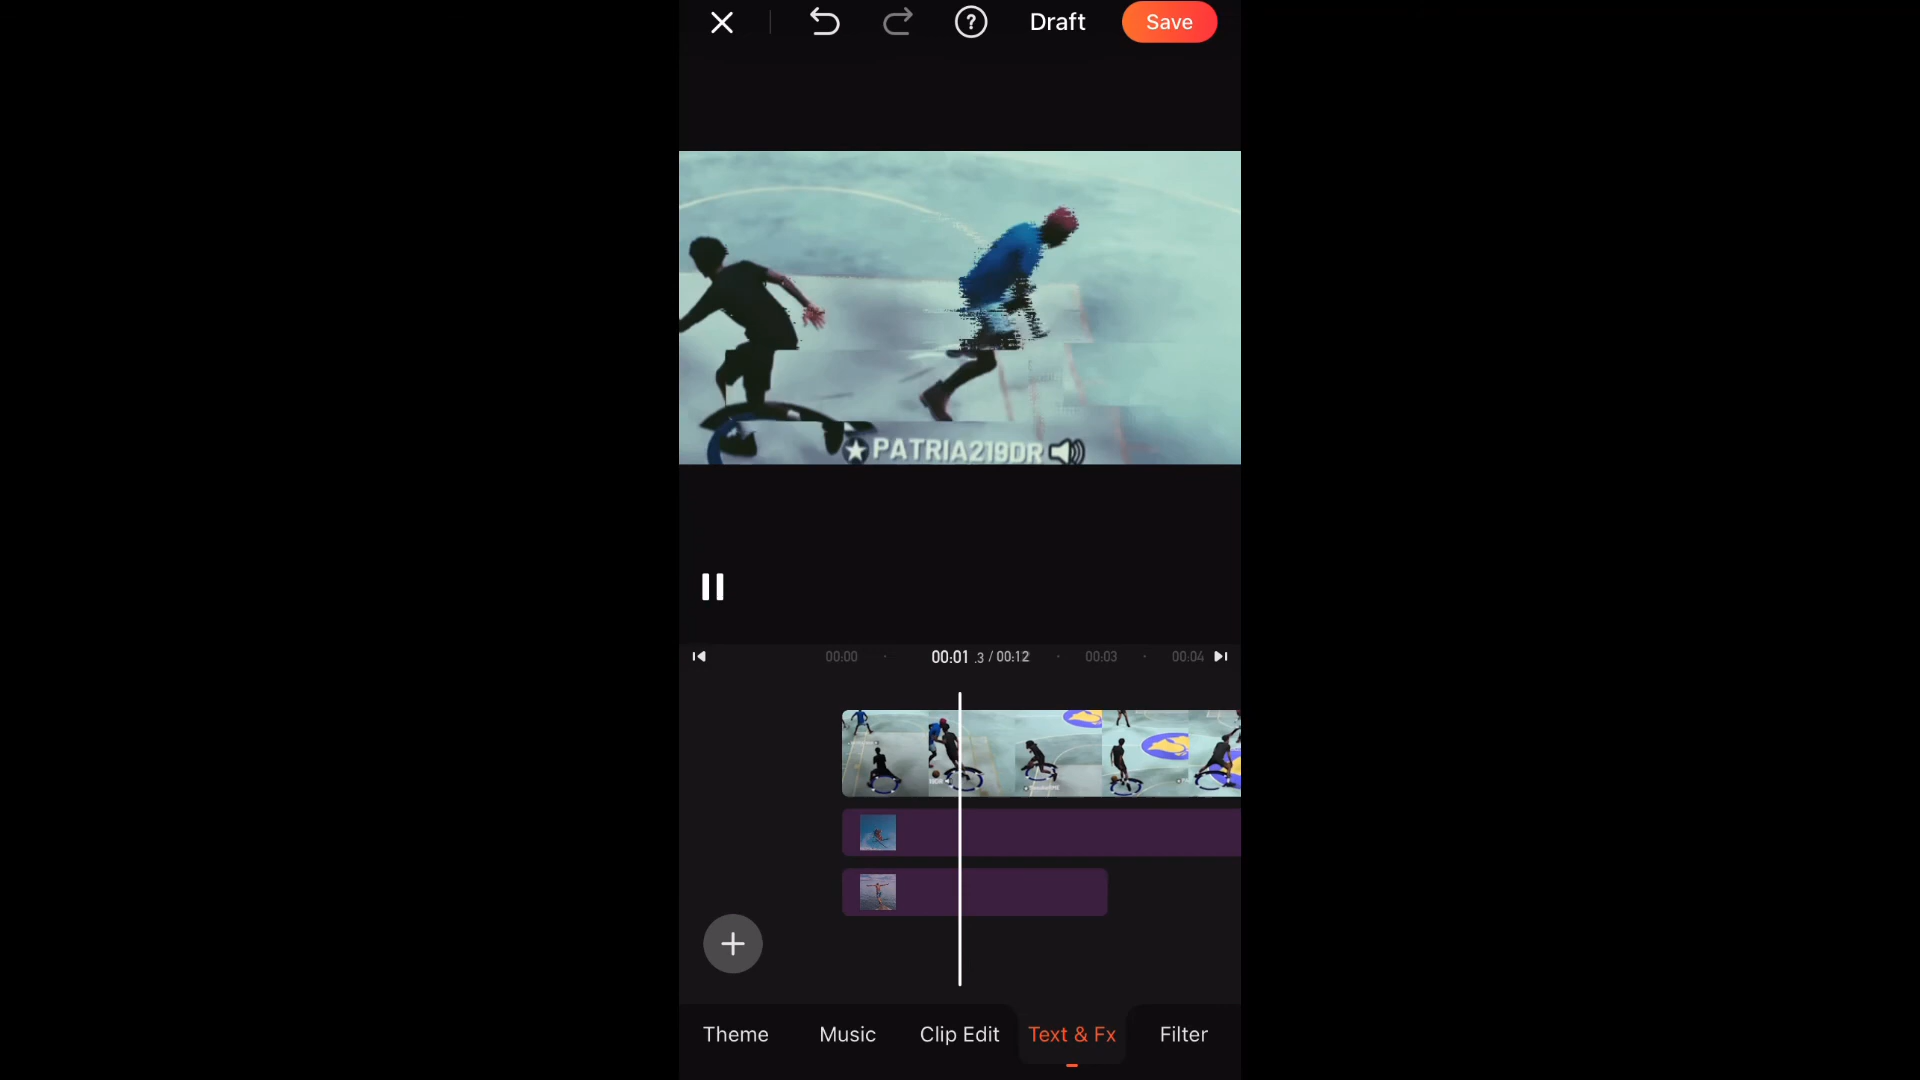 Draft
Save
PATRIA219DR
00:00
00:01 .3 / 00:12
00:03
00:04
Theme
Music
Clip Edit
Text & Fx
Filter